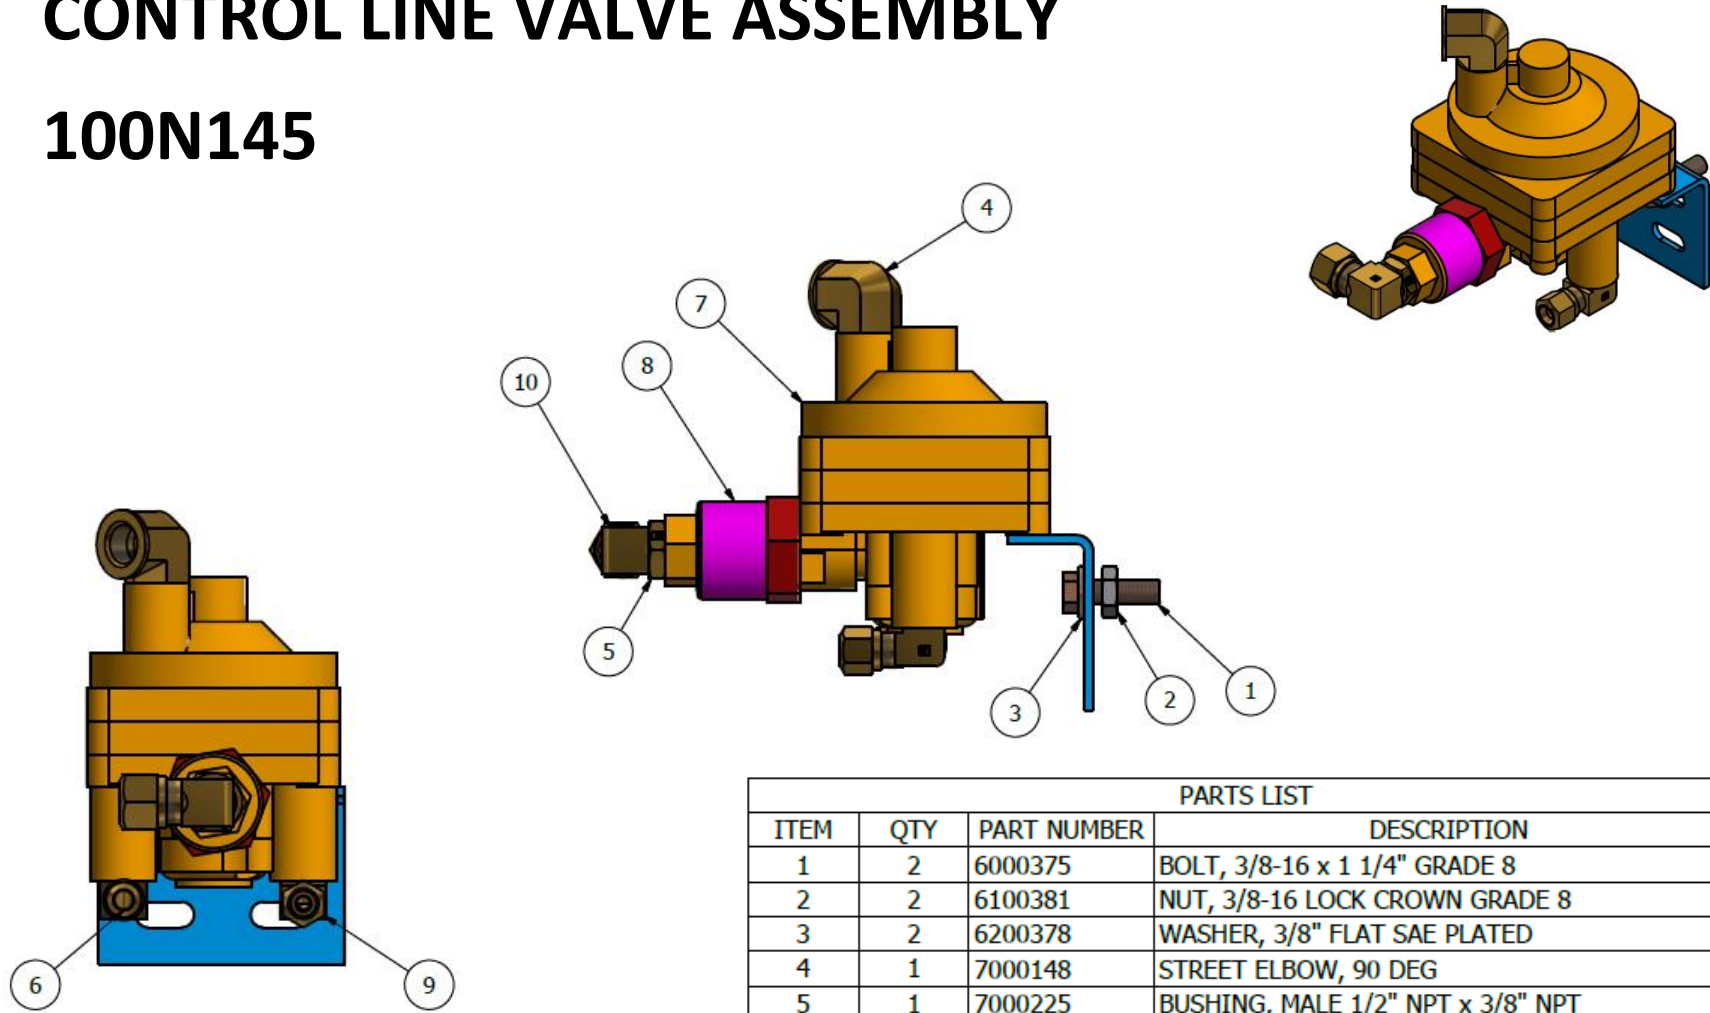 CONTROL LINE VALVE ASSEMBLY
100N145
4
7
8
10
5
3
2
1
6
9
PARTS LIST
ITEM QTY PART NUMBER DESCRIPTION
1 2 6000375 BOLT, 3/8-16 x 1 1/4" GRADE 8
2 2 6100381 NUT, 3/8-16 LOCK CROWN GRADE 8
3 2 6200378 WASHER, 3/8" FLAT SAE PLATED
4 1 7000148 STREET ELBOW, 90 DEG
5 1 7000225 BUSHING, MALE 1/2" NPT x 3/8" NPT